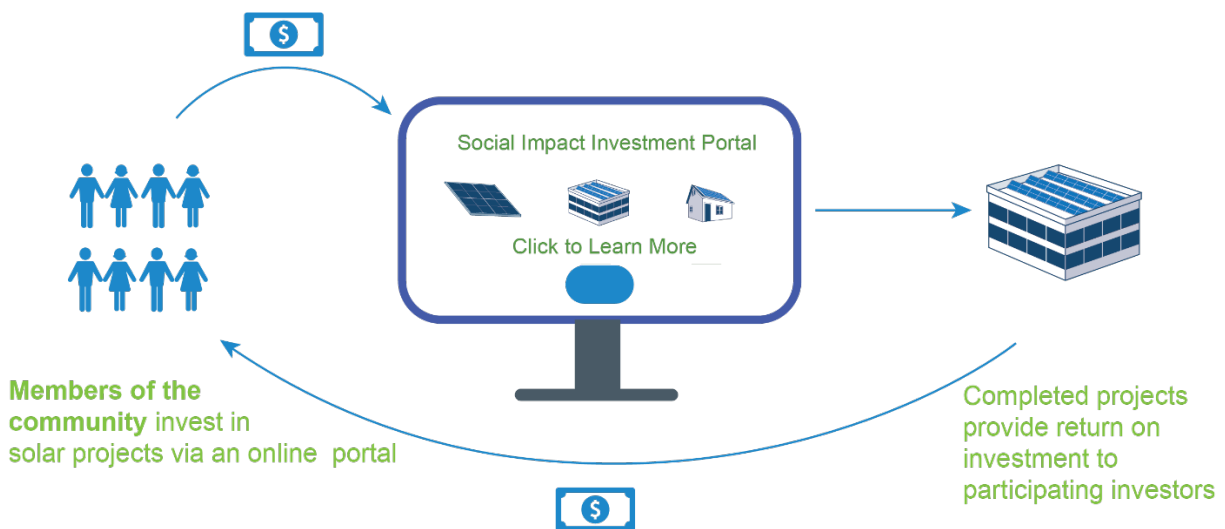 $
Social Impact Investment Portal
Click to Learn More
Members of the
community invest in
solar projects via an online portal
Completed projects
provide return on
investment to
participating investors
$